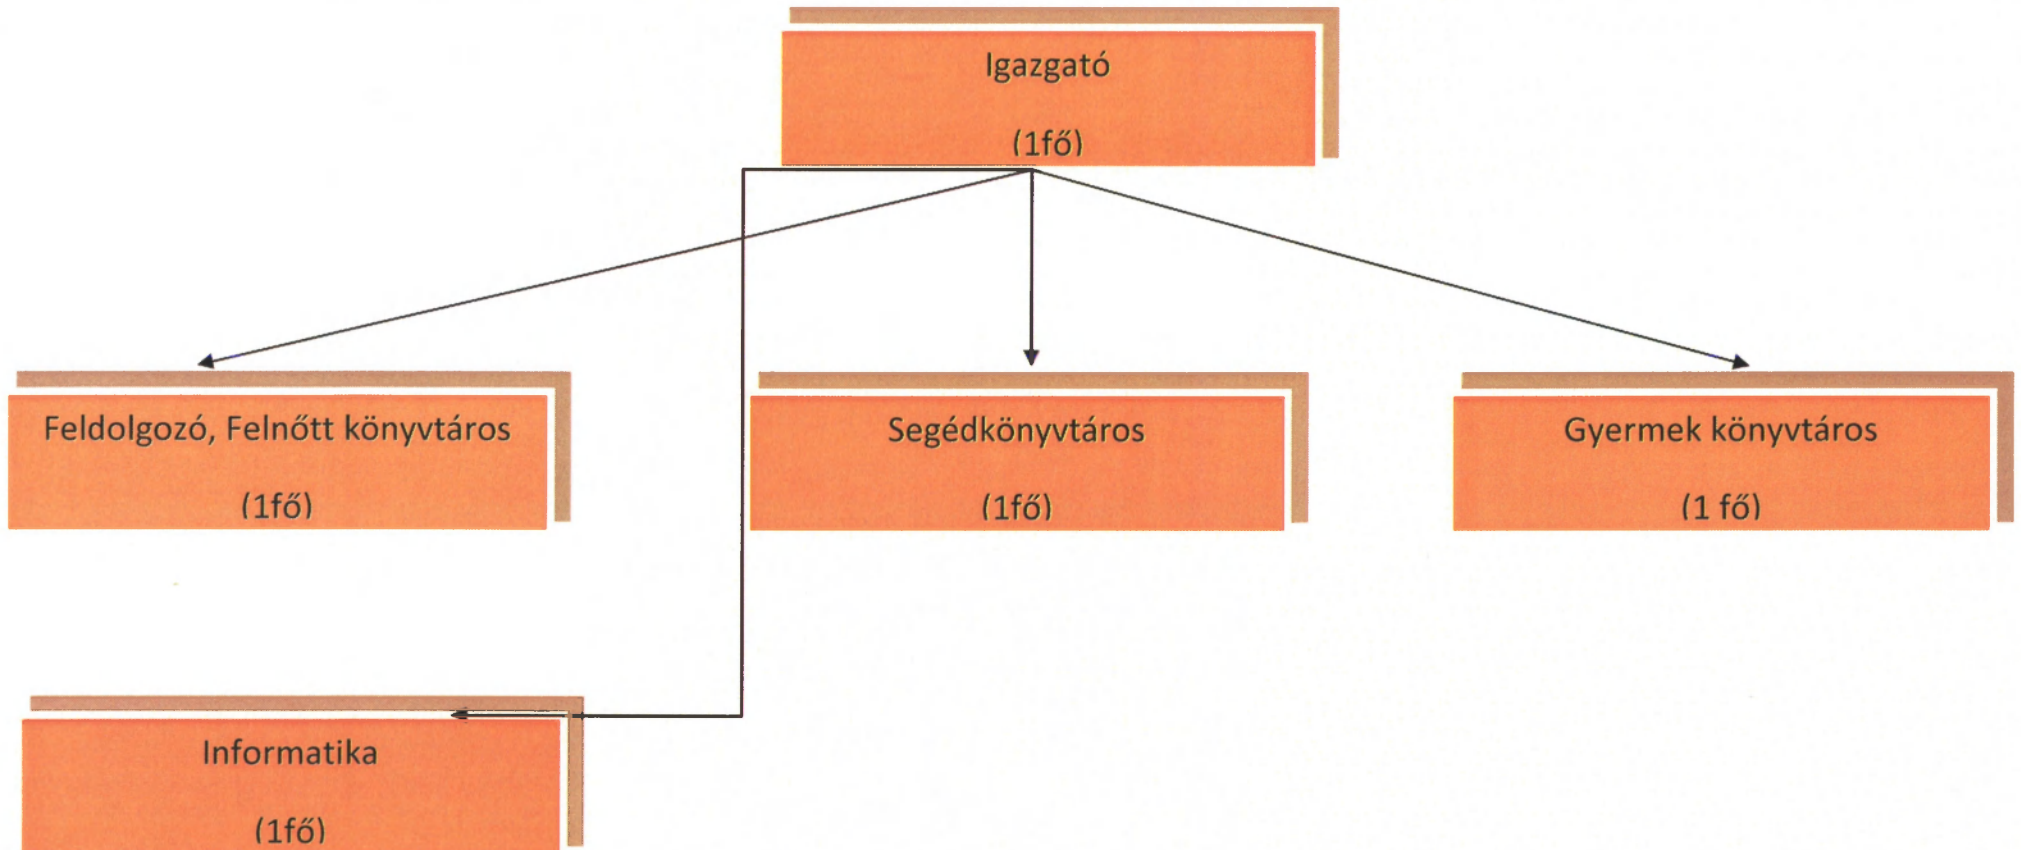 Igazgató
(1fő)
Feldolgozó, Felnőtt könyvtáros
(1fő)
Segédkönyvtáros
(1fő)
Gyermek könyvtáros
(1 fő)
Informatika
(1fő)